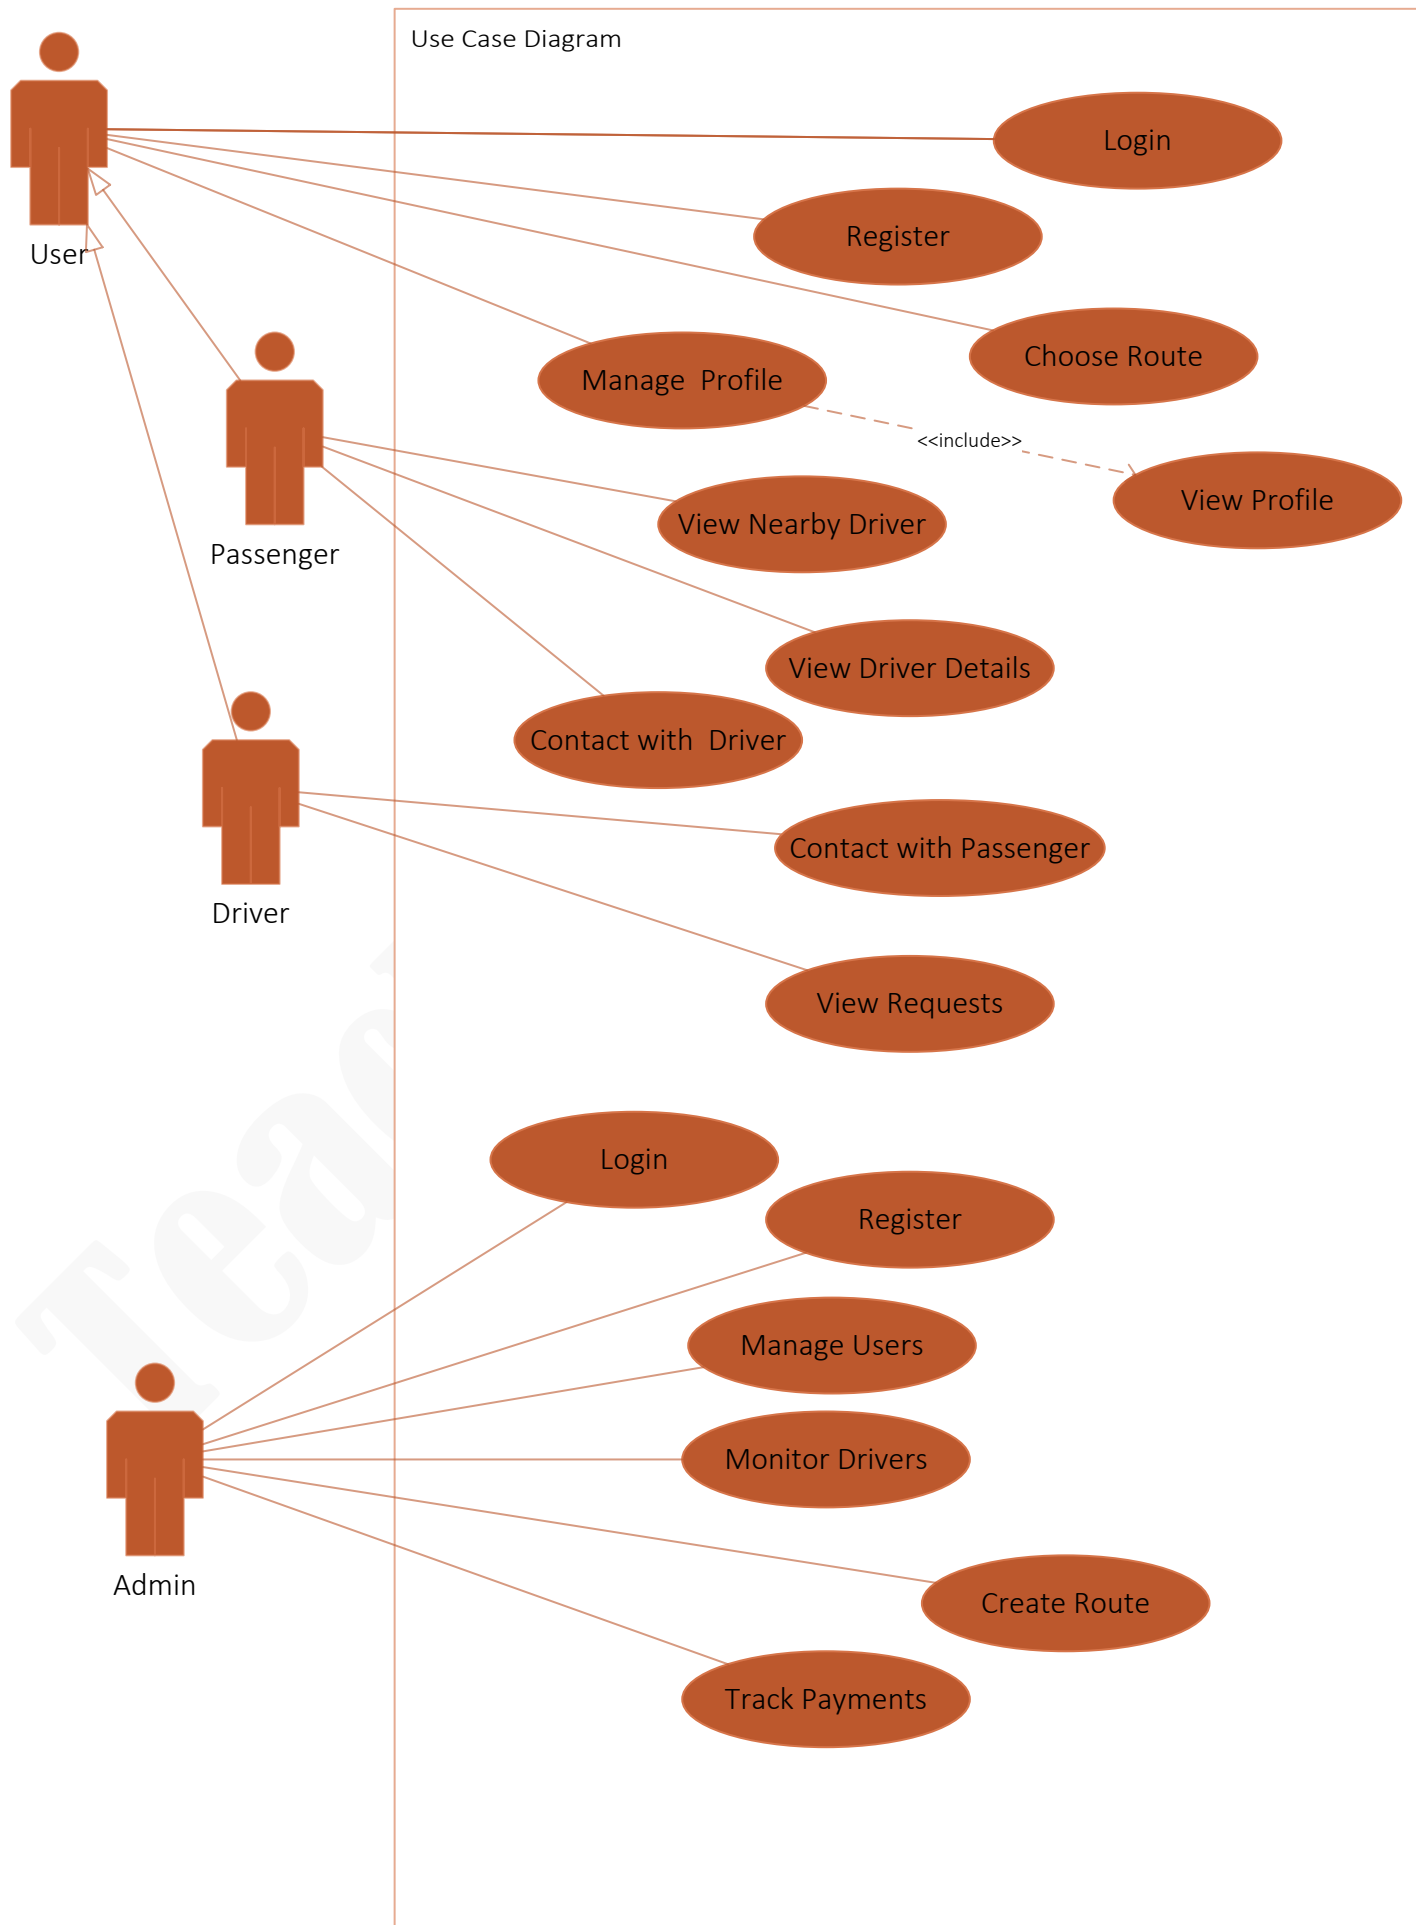 Use Case Diagram
Login
Register
User
Choose Route
Manage  Profile
<<include>>
View Profile
View Nearby Driver
Passenger
View Driver Details
Contact with  Driver
Contact with Passenger
Driver
View Requests
Login
Register
Manage Users
Monitor Drivers
Admin
Create Route
Track Payments